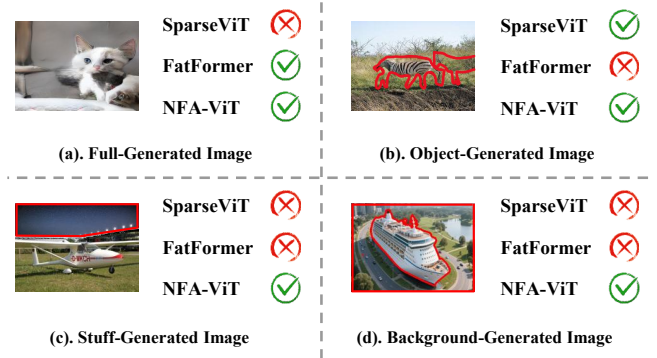 SparseViT
FatFormer
NFA-ViT
(a). Full-Generated Image
SparseViT
FatFormer
NFA-ViT
(b). Object-Generated Image
SparseViT
FatFormer
NFA-ViT
(c). Stuff-Generated Image
SparseViT
FatFormer
NFA-ViT
(d). Background-Generated Image